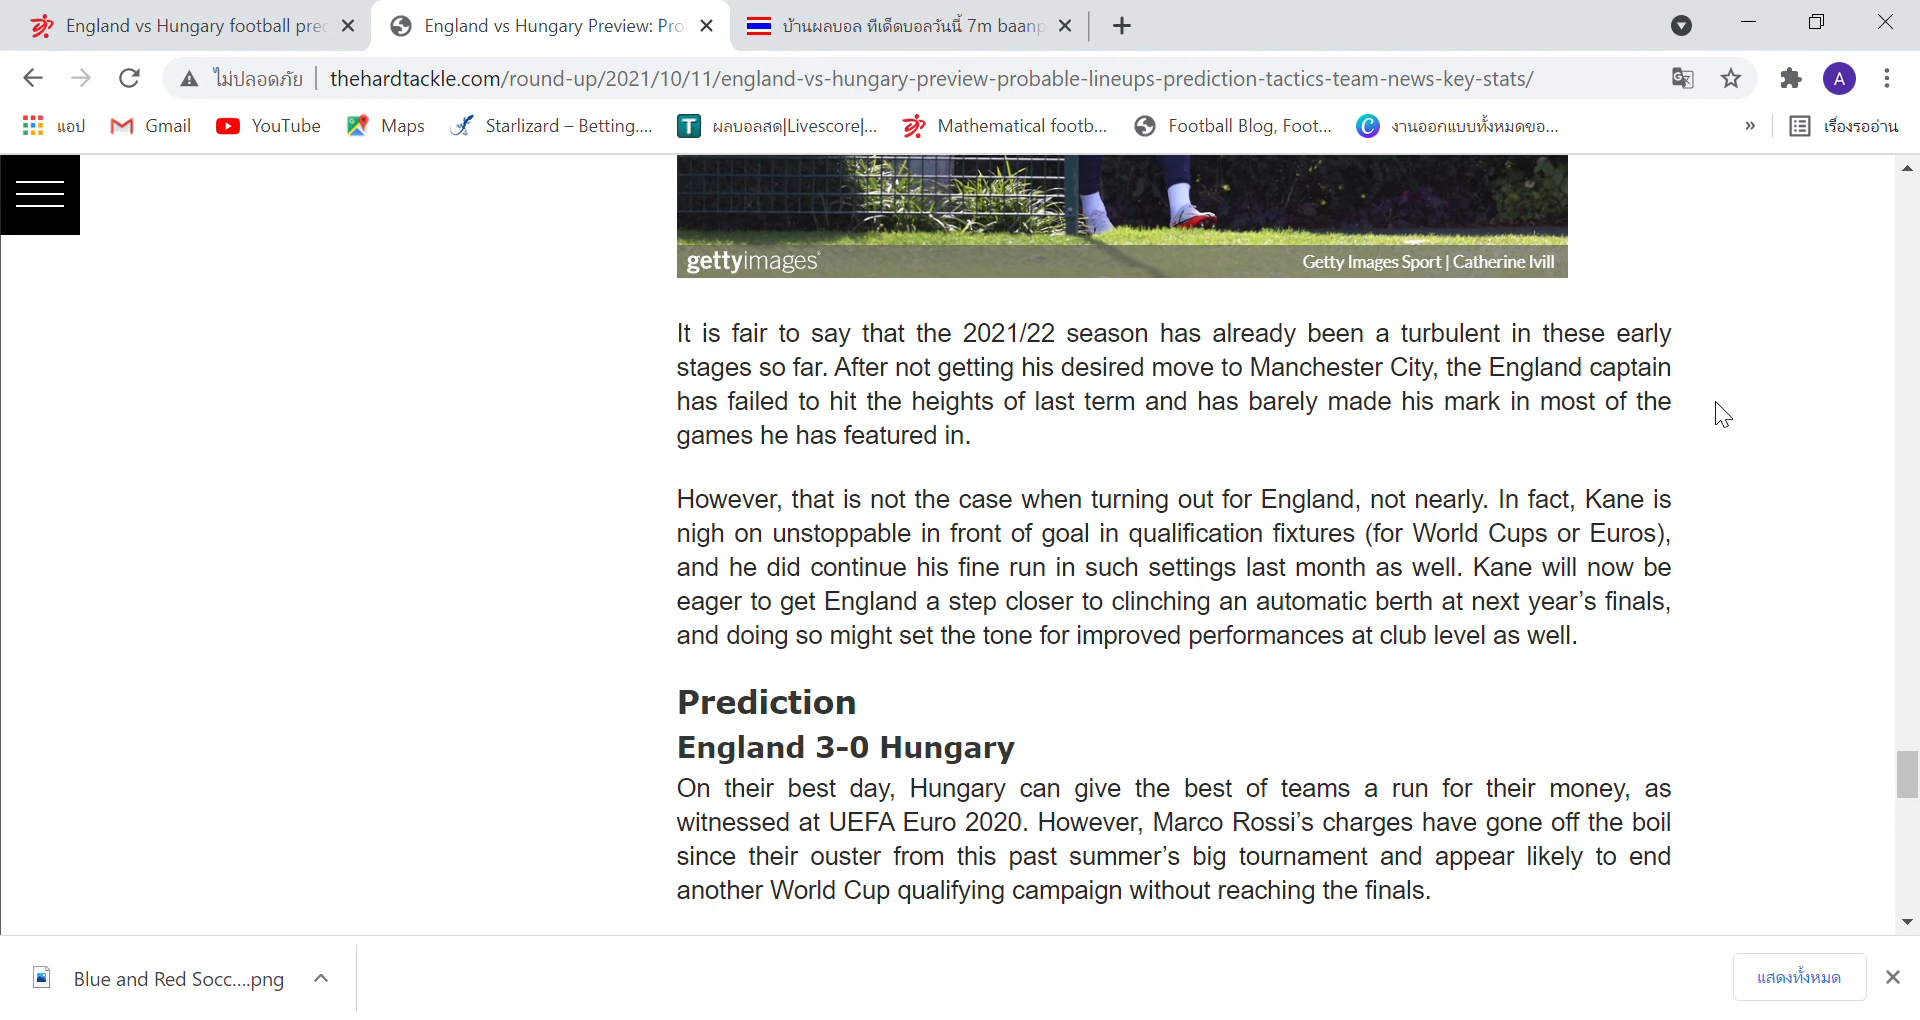 England vs Hungary football pre
England vs Hungary Preview: Pro
บ้านผลบอล ทีเด็ดบอลวันนี้ 7m baanp
ไม่ปลอดภัย
thehardtackle.com/round-up/2021/10/11/england-vs-hungary-preview-probable-lineups-prediction-tactics-team-news-key-stats/
A
แอป
Gmail
YouTube
Maps
Starlizard – Betting....
ผลบอลสด|Livescore|...
Mathematical footb...
Football Blog, Foot...
งานออกแบบทั้งหมดขอ...
»
เรื่องรออ่าน
gettyimages®
Getty Images Sport | Catherine Ivill
It is fair to say that the 2021/22 season has already been a turbulent in these early
stages so far. After not getting his desired move to Manchester City, the England captain
has failed to hit the heights of last term and has barely made his mark in most of the
games he has featured in.
However, that is not the case when turning out for England, not nearly. In fact, Kane is
nigh on unstoppable in front of goal in qualification fixtures (for World Cups or Euros),
and he did continue his fine run in such settings last month as well. Kane will now be
eager to get England a step closer to clinching an automatic berth at next year’s finals,
and doing so might set the tone for improved performances at club level as well.
Prediction
England 3-0 Hungary
On their best day, Hungary can give the best of teams a run for their money, as
witnessed at UEFA Euro 2020. However, Marco Rossi’s charges have gone off the boil
since their ouster from this past summer’s big tournament and appear likely to end
another World Cup qualifying campaign without reaching the finals.
Blue and Red Socc....png
แสดงทั้งหมด